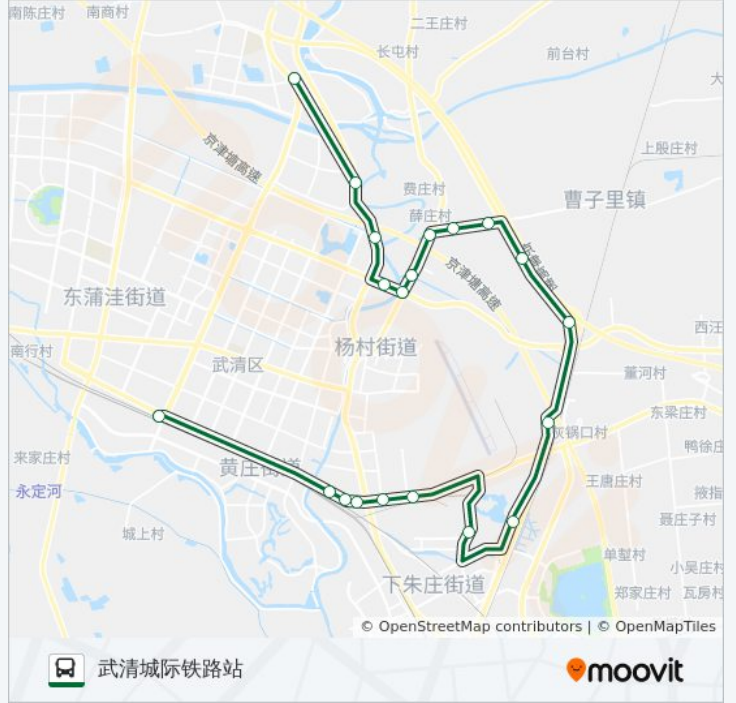 南陈庄村
南商村
二王庄村
长屯村
前台村
大
京津塘高速
上殷庄村
费庄村
曹子里镇
薛庄村
京津塘高速
东蒲洼街道
杨村街道
西汪
南行村
武清区
董河村
东梁庄村
灰锅口村
鸭徐庄
来家庄村
黄庄街道
王唐庄村
永定河
掖指
聂庄子村
城上村
单堼村
小吴庄村
下朱庄街道
郑家庄村
瓦房村
© OpenStreetMap contributors | © OpenMapTiles
武清城际铁路站
moovit